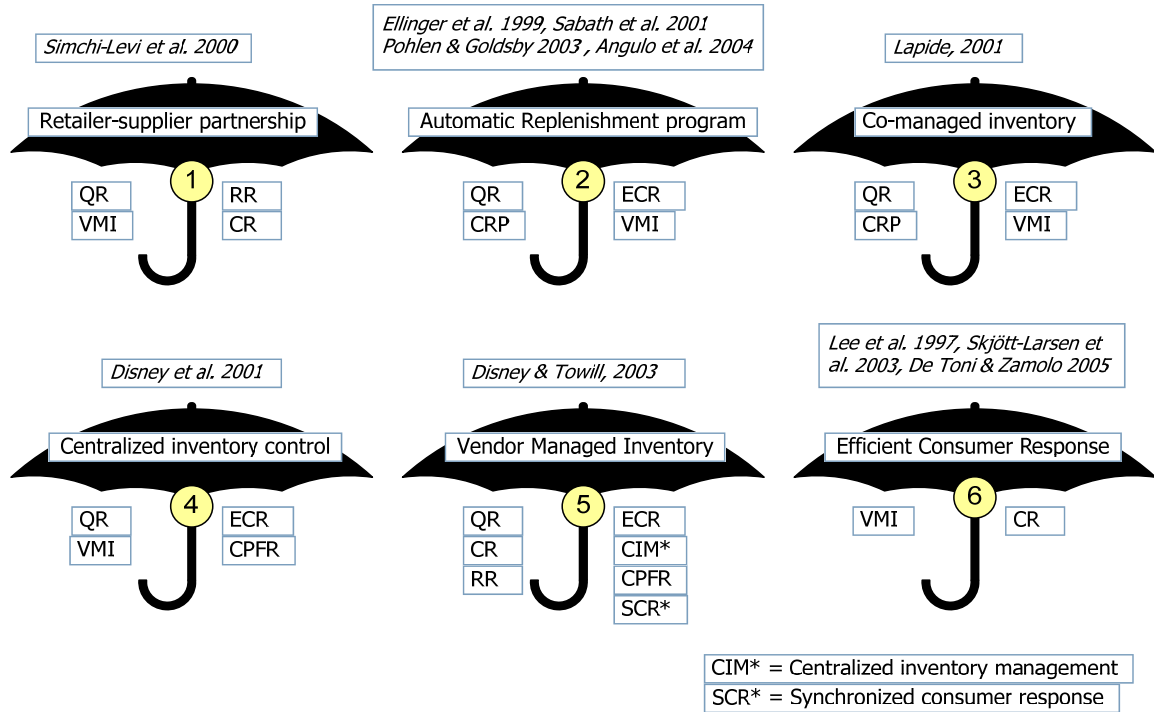 Simchi-Levi et al. 2000
Ellinger et al. 1999, Sabath et al. 2001
Pohlen & Goldsby 2003 , Angulo et al. 2004
Lapide, 2001
Retailer-supplier partnership
Automatic Replenishment program
Co-managed inventory
1
QR
RR
VMI
CR
2
QR
ECR
CRP
VMI
3
QR
ECR
CRP
VMI
Disney et al. 2001
Disney & Towill, 2003
Lee et al. 1997, Skjött-Larsen et
al. 2003, De Toni & Zamolo 2005
Centralized inventory control
Vendor Managed Inventory
Efficient Consumer Response
4
QR
ECR
VMI
CPFR
5
QR
ECR
CR
CIM*
RR
CPFR
SCR*
6
VMI
CR
CIM* = Centralized inventory management
SCR* = Synchronized consumer response